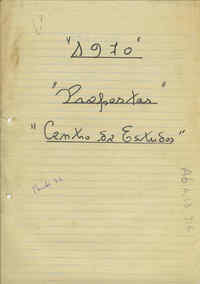 "1970"
"Propostas"
"Centro de Estudos"